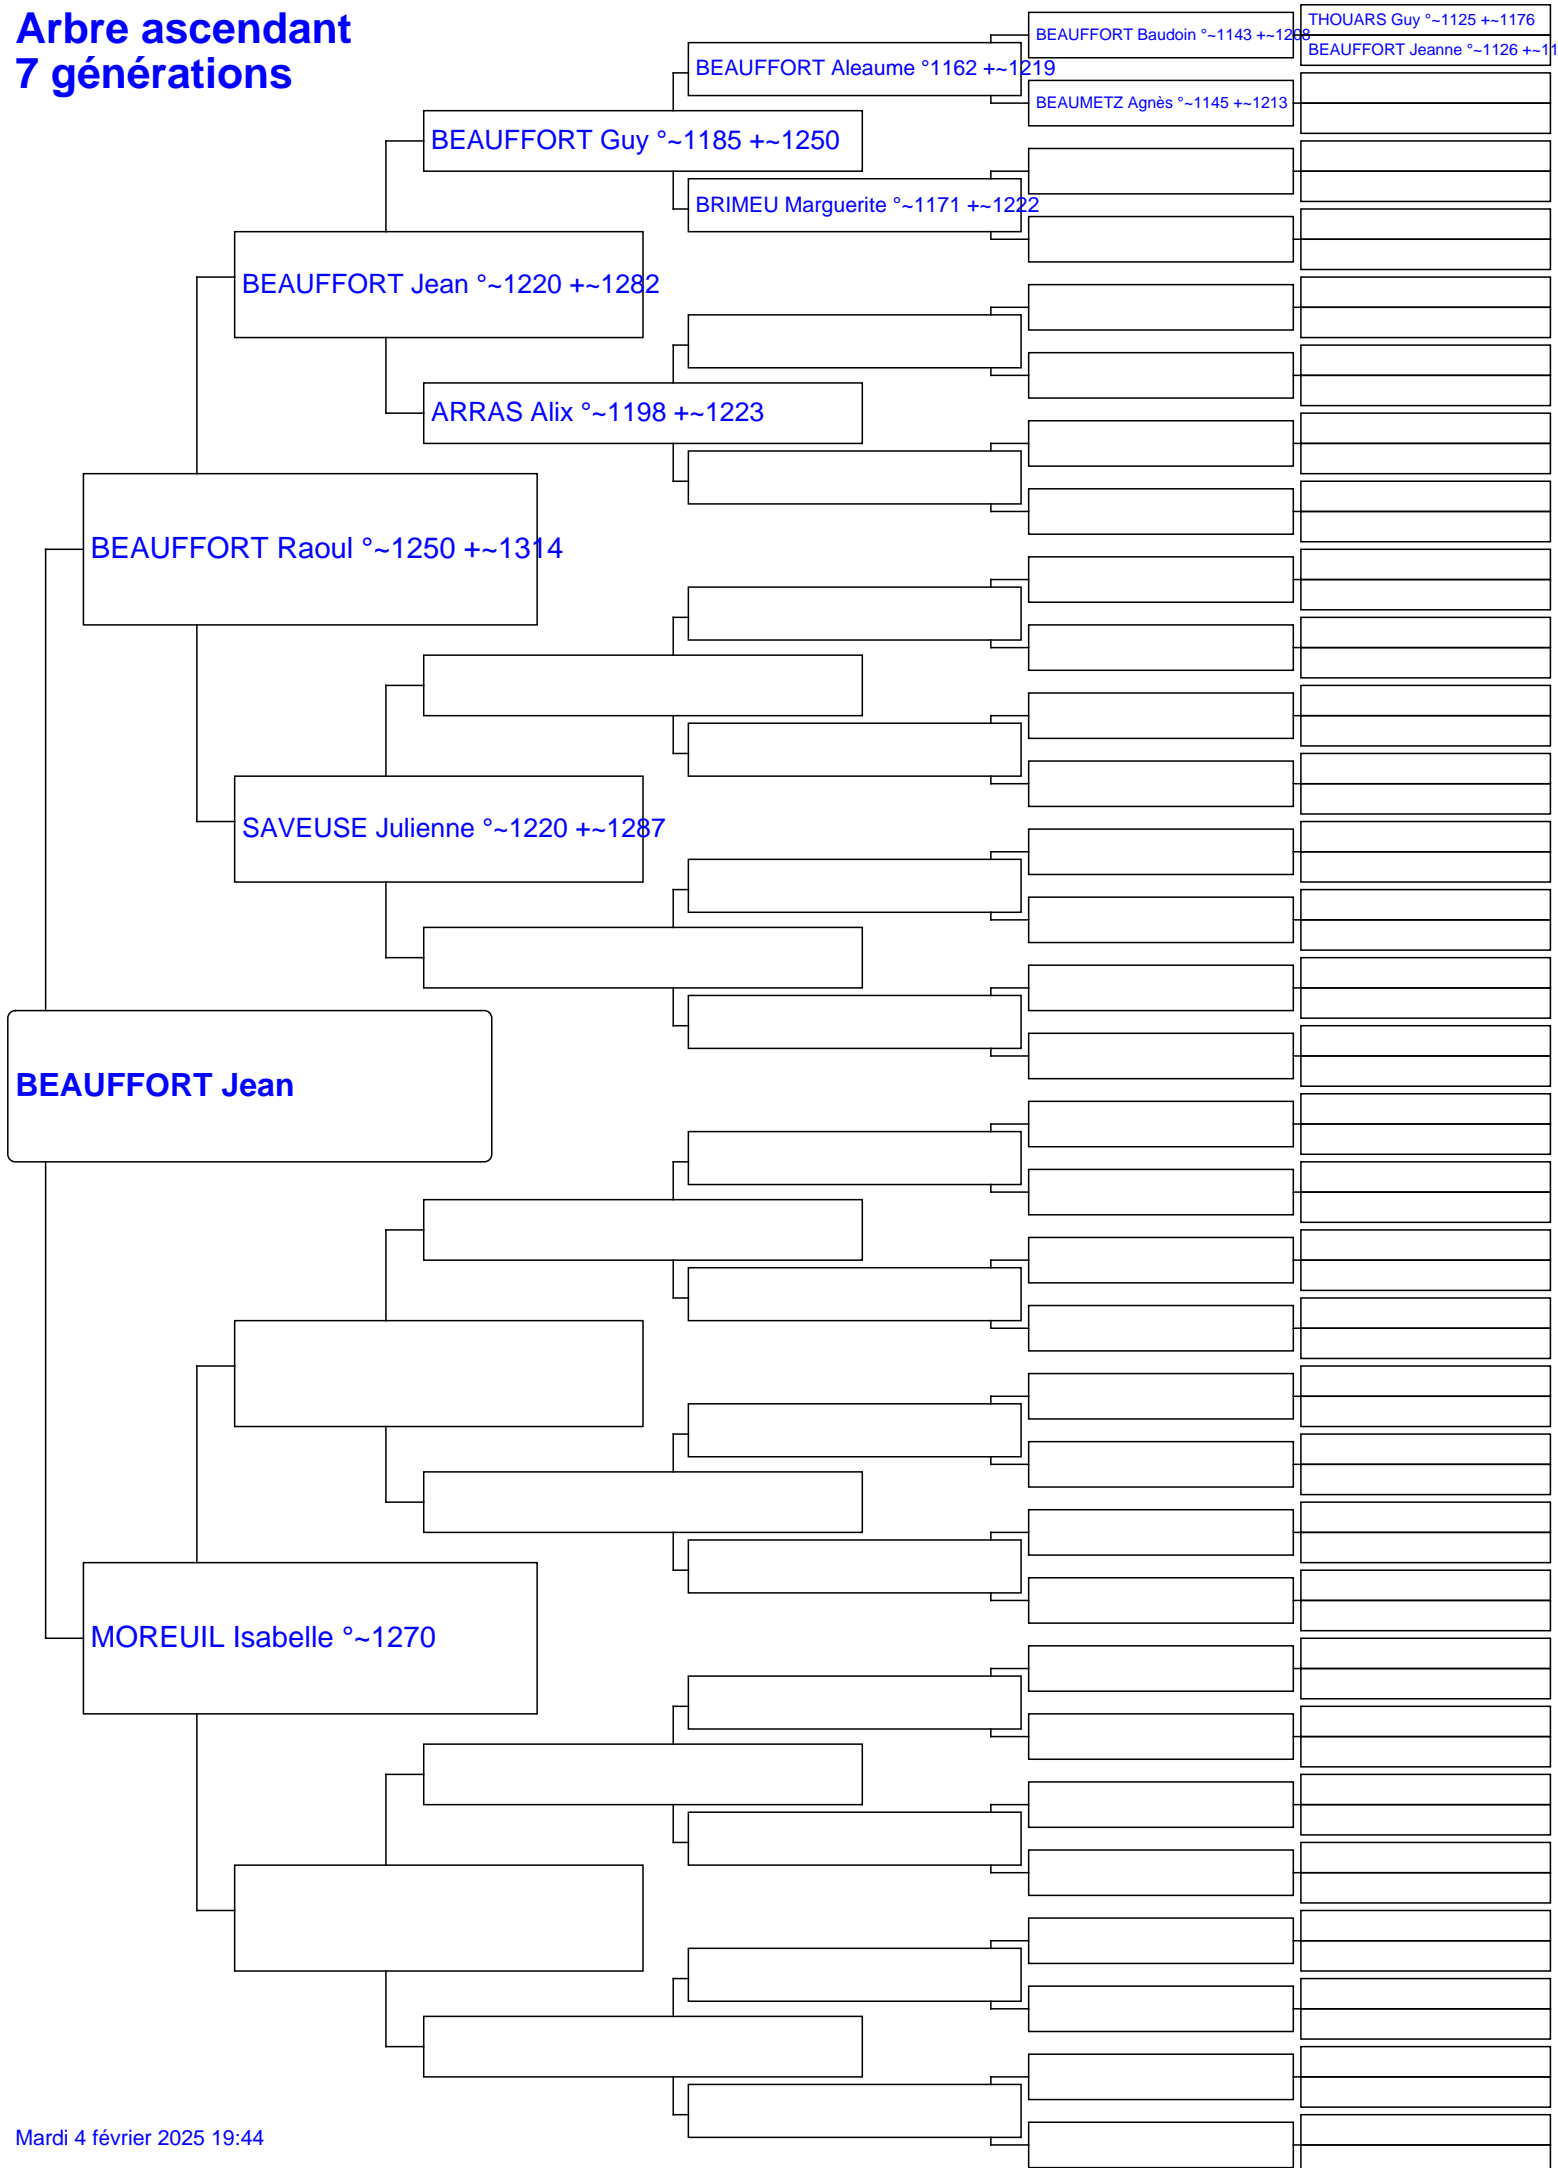 Arbre ascendant
7 générations
THOUARS Guy °~1125 +~1176
BEAUFFORT Baudoin °~1143 +~1208
BEAUFFORT Jeanne °~1126 +~11
BEAUFFORT Aleaume °1162 +~1219
BEAUMETZ Agnès °~1145 +~1213
BEAUFFORT Guy °~1185 +~1250
BRIMEU Marguerite °~1171 +~1222
BEAUFFORT Jean °~1220 +~1282
ARRAS Alix °~1198 +~1223
BEAUFFORT Raoul °~1250 +~1314
SAVEUSE Julienne °~1220 +~1287
BEAUFFORT Jean
MOREUIL Isabelle °~1270
Mardi 4 février 2025 19:44